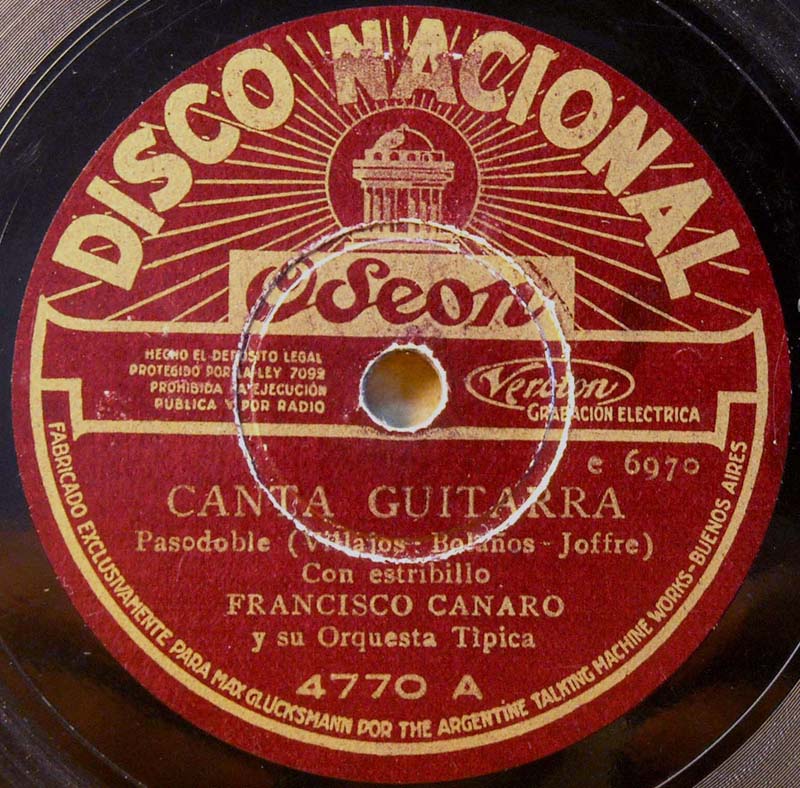 DISCO NACIONAL
Odeon
HECHO EL DEPOSITO LEGAL
PROTEGIDO POR LA LEY 7092
PROHIBIDA LA EJECUCIÓN
PUBLICA Y POR RADIO
Veroton
GRABACION ELECTRICA
e 6970
CANTA GUITARRA
Pasodoble (Villajos - Bolaños - Joffre)
Con estribillo
FRANCISCO CANARO
y su Orquesta Tipica
4770 A
FABRICADO EXCLUSIVAMENTE PARA MAX GLUCKSMANN POR THE ARGENTINE TALKING MACHINE WORKS-BUENOS AIRES